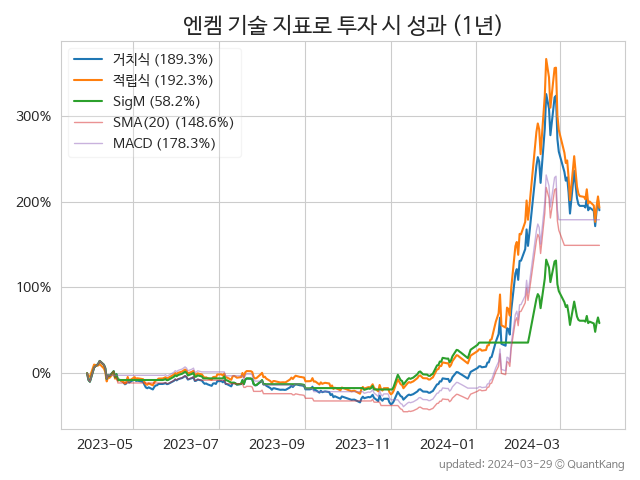 엔켐 기술 지표로 투자 시 성과 (1년)
거치식 (189.3%)
적립식 (192.3%)
SigM (58.2%)
SMA(20) (148.6%)
MACD (178.3%)
300%
200%
100%
0%
2023-05 2023-07 2023-09 2023-11 2024-01 2024-03
updated: 2024-03-29 © QuantKang